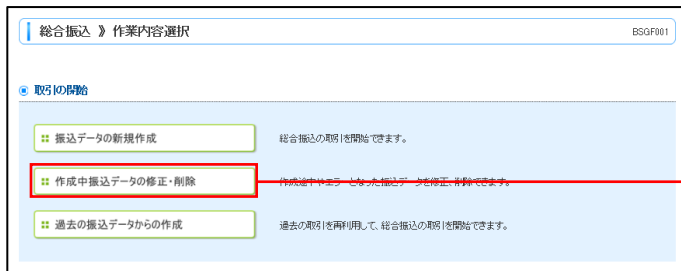 総合振込 》作業内容選択
BSGF001
取引の開始
振込データの新規作成
総合振込の取引を開始できます。
作成中振込データの修正・削除
作成途中やエラーとなった振込データを修正、削除できます。
過去の振込データからの作成
過去の取引を再利用して、総合振込の取引を開始できます。